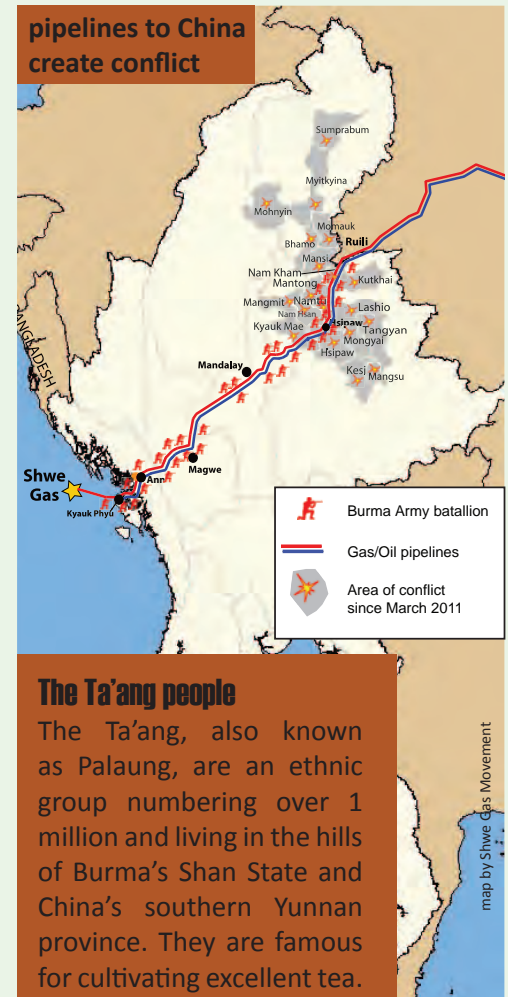 pipelines to China
create conflict
Sumprabum
Myitkyina
Mohnyin
Momauk
Bhamo
Ruili
Mansi
Nam Kham
Mantong
Kutkhai
Mangmit
Namtu
Lashio
Nam Hsan
Hsipaw
Tangyan
Kyauk Mae
Mongyai
Hsipaw
Kesi
Mangsu
BANGLADESH
Mandalay
Magwe
Ann
Shwe
Gas
Kyauk Phyu
Burma Army batallion
Gas/Oil pipelines
Area of conflict
since March 2011
The Ta'ang people
The Ta'ang, also known
as Palaung, are an ethnic
group numbering over 1
million and living in the hills
of Burma's Shan State and
China's southern Yunnan
province. They are famous
for cultivating excellent tea.
map by Shwe Gas Movement